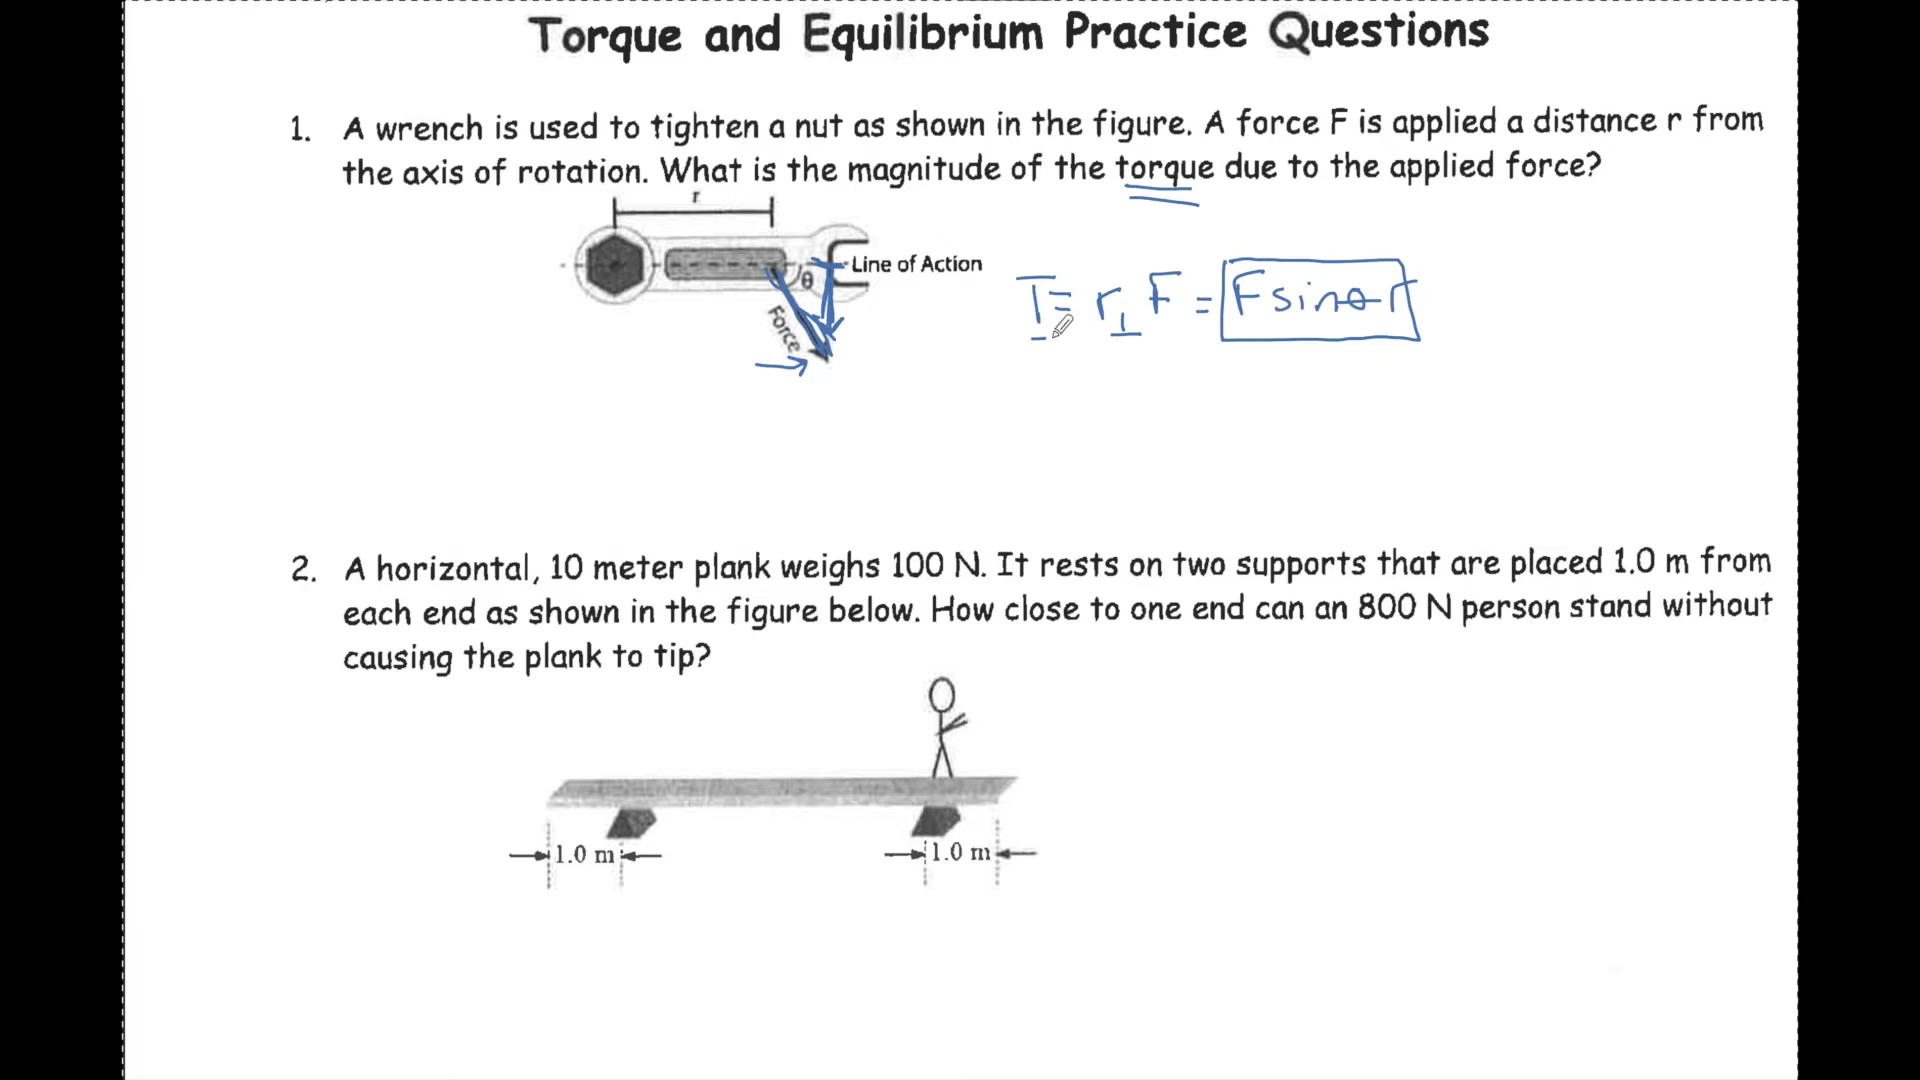 Torque and Equilibrium Practice Questions
1. A wrench is used to tighten a nut as shown in the figure. A force F is applied a distance r from
the axis of rotation. What is the magnitude of the torque due to the applied force?
r
Line of Action
θ
Force
T = r⊥ F = F sinθ r
2. A horizontal, 10 meter plank weighs 100 N. It rests on two supports that are placed 1.0 m from
each end as shown in the figure below. How close to one end can an 800 N person stand without
causing the plank to tip?
1.0 m
1.0 m